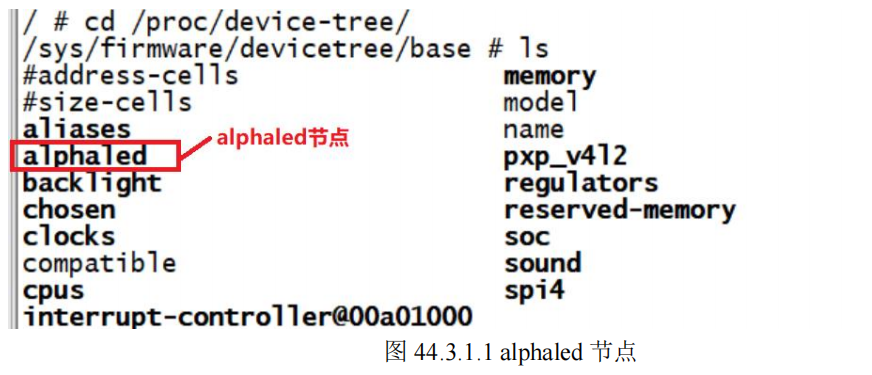 / # cd /proc/device-tree/
/sys/firmware/devicetree/base # ls
#address-cells memory
#size-cells model
aliases name
alphaled pxp_v4l2
alphaled节点
backlight regulators
chosen reserved-memory
clocks soc
compatible sound
cpus spi4
interrupt-controller@00a01000
图 44.3.1.1 alphaled 节点